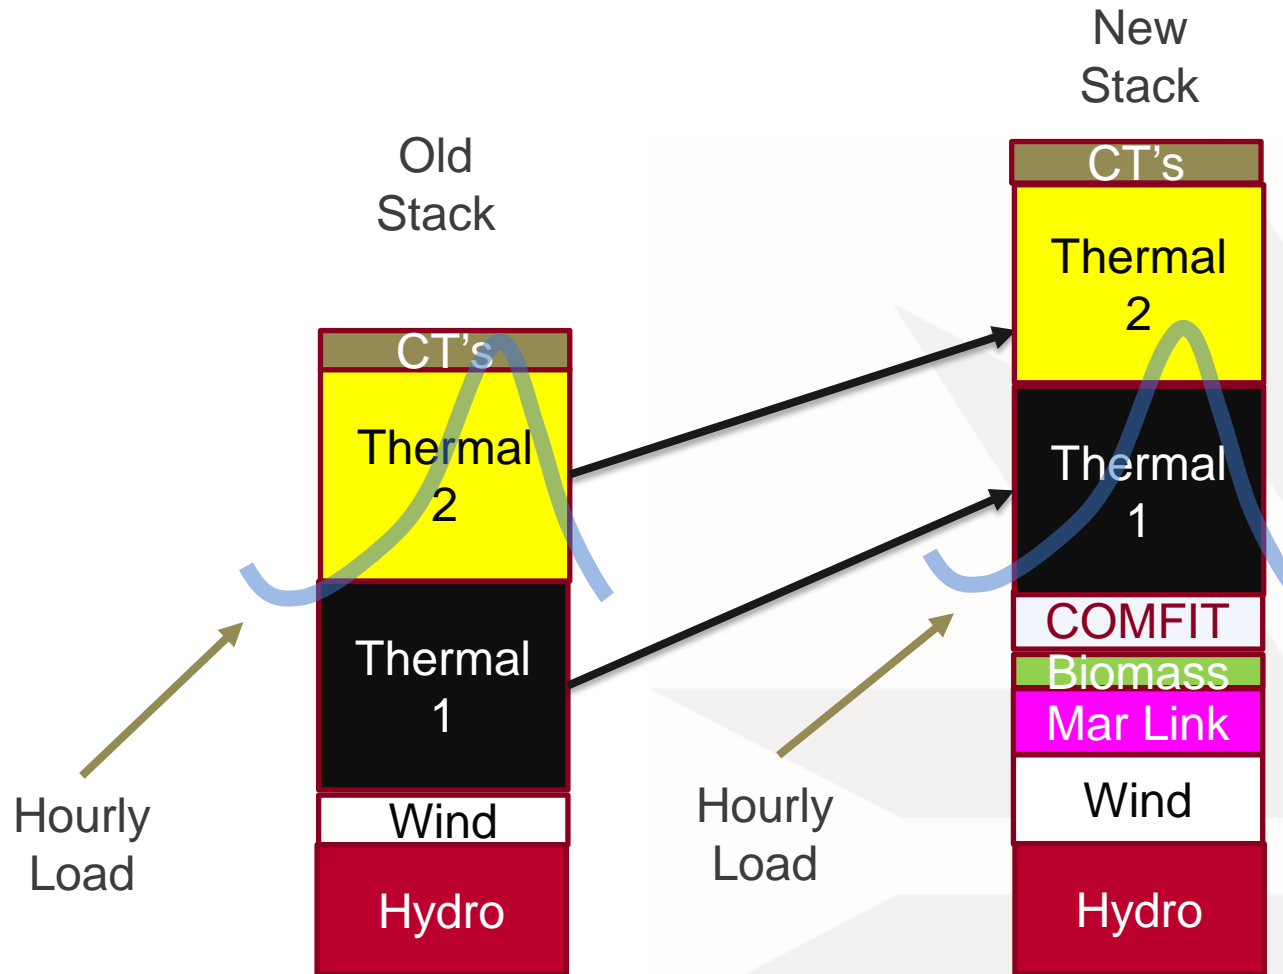 Old
Stack
CT's
Thermal
2
Thermal
1
Wind
Hydro
Hourly
Load
New
Stack
CT's
Thermal
2
Thermal
1
COMFIT
Biomass
Mar Link
Wind
Hydro
Hourly
Load